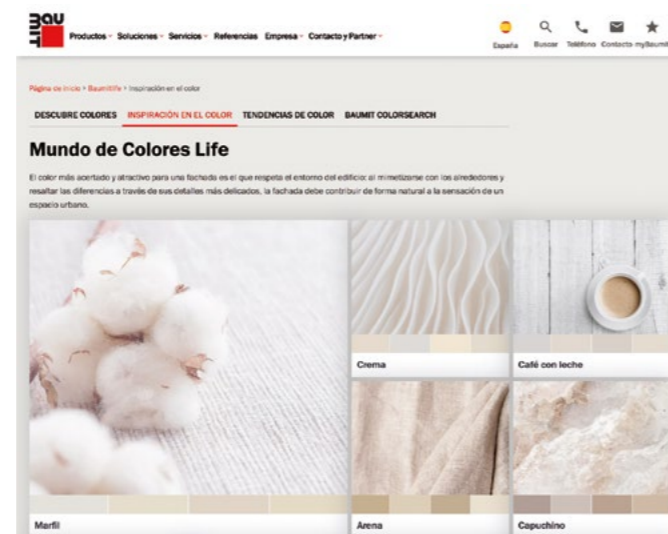 BAUMIT
Productos Soluciones Servicios Referencias Empresa Contacto y Partner
España Buscar Teléfono Contacto myBaumit
Página de inicio Baumitlife Inspiración en el color
DESCUBRE COLORES INSPIRACIÓN EN EL COLOR TENDENCIAS DE COLOR BAUMIT COLORSEARCH
Mundo de Colores Life
El color más acertado y atractivo para una fachada es el que respeta el entorno del edificio: al mimetizarse con los alrededores y
resaltar las diferencias a través de sus detalles más delicados, la fachada debe contribuir de forma natural a la sensación de un
espacio urbano.
Crema
Café con leche
Marfil
Arena
Capuchino